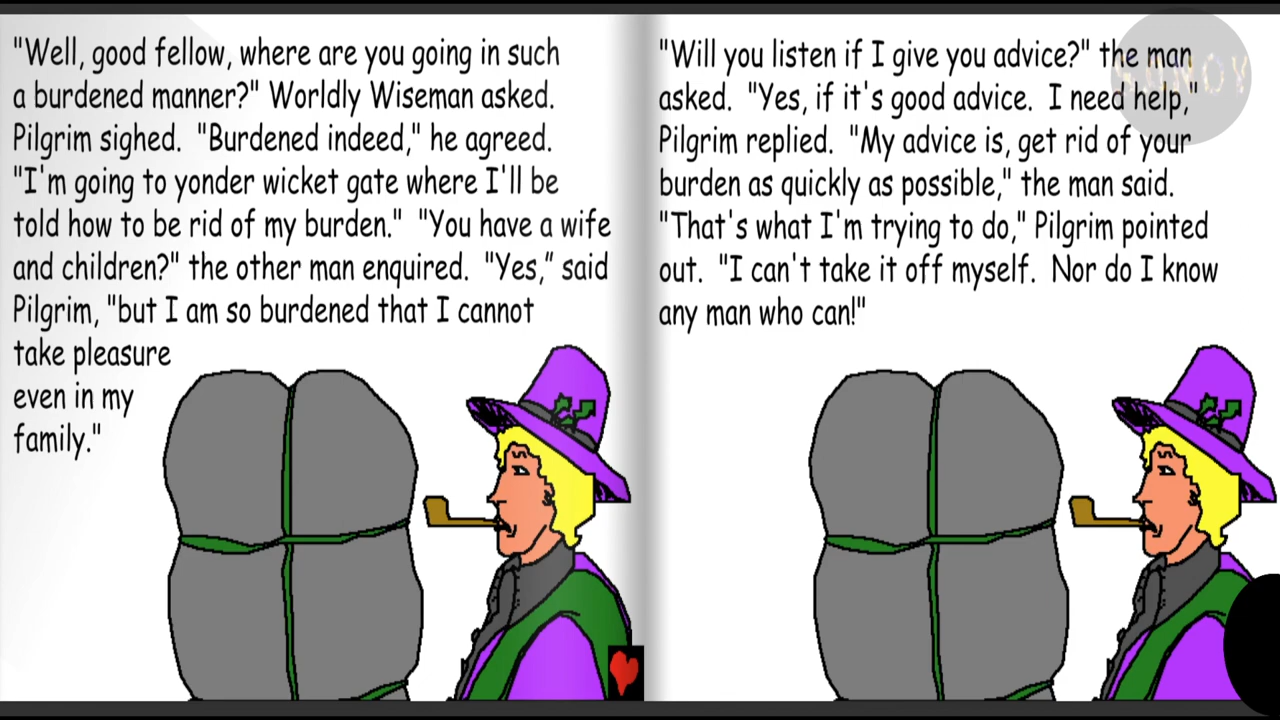 "Well, good fellow, where are you going in such
a burdened manner?" Worldly Wiseman asked.
Pilgrim sighed.  "Burdened indeed," he agreed.
"I'm going to yonder wicket gate where I'll be
told how to be rid of my burden."  "You have a wife
and children?" the other man enquired.  "Yes," said
Pilgrim, "but I am so burdened that I cannot
take pleasure
even in my
family."
"Will you listen if I give you advice?" the man
asked.  "Yes, if it's good advice.  I need help,"
Pilgrim replied.  "My advice is, get rid of your
burden as quickly as possible," the man said.
"That's what I'm trying to do," Pilgrim pointed
out.  "I can't take it off myself.  Nor do I know
any man who can!"